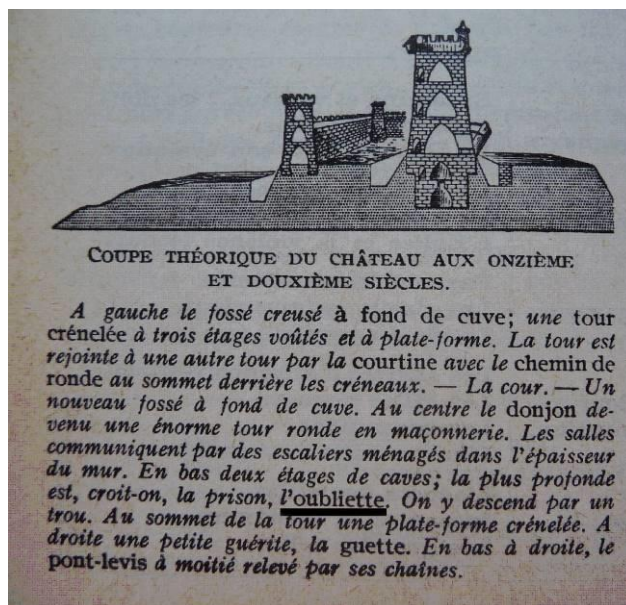 COUPE THÉORIQUE DU CHÂTEAU AUX ONZIÈME
ET DOUXIÈME SIÈCLES.
A gauche le fossé creusé à fond de cuve; une tour
crénelée à trois étages voûtés et à plate-forme. La tour est
rejointe à une autre tour par la courtine avec le chemin de
ronde au sommet derrière les créneaux. — La cour. — Un
nouveau fossé à fond de cuve. Au centre le donjon de-
venu une énorme tour ronde en maçonnerie. Les salles
communiquent par des escaliers ménagés dans l'épaisseur
du mur. En bas deux étages de caves; la plus profonde
est, croit-on, la prison, l'oubliette. On y descend par un
trou. Au sommet de la tour une plate-forme crénelée. A
droite une petite guérite, la guette. En bas à droite, le
pont-levis à moitié relevé par ses chaînes.